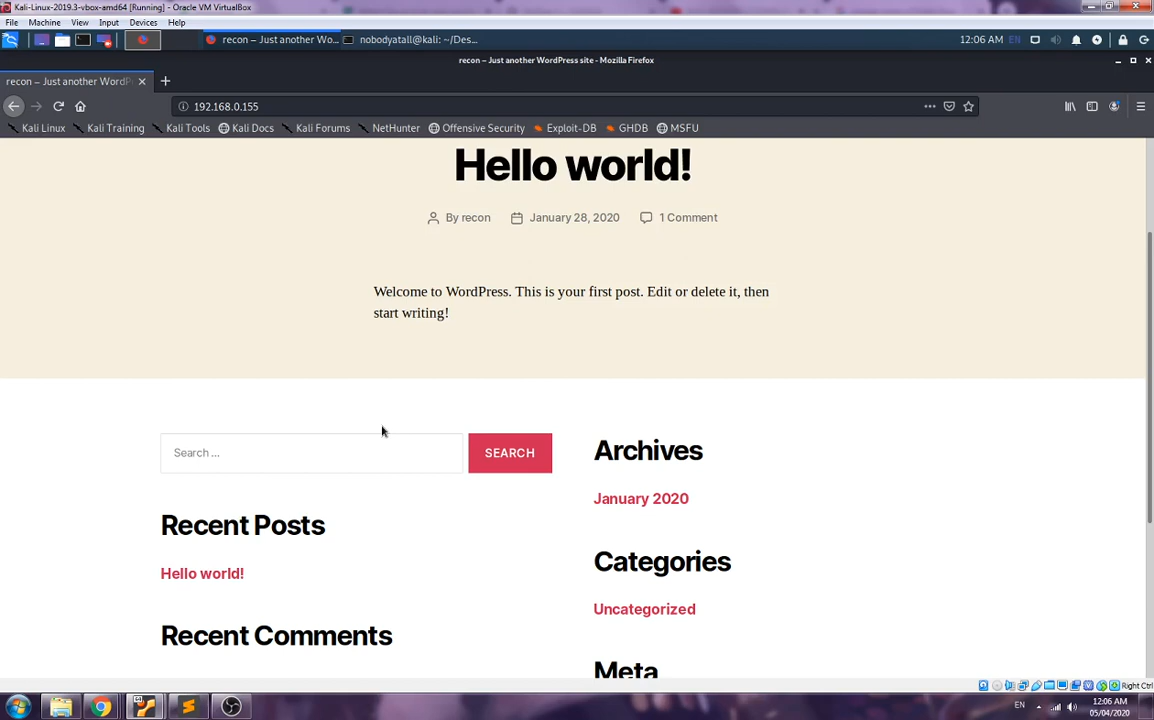 Kali-Linux-2019.3-vbox-amd64 [Running] - Oracle VM VirtualBox
File Machine View Input Devices Help
recon – Just another Wo... nobodyatall@kali: ~/Des... 12:06 AM EN
recon – Just another WordPress site - Mozilla Firefox
recon – Just another WordP
192.168.0.155
Kali Linux Kali Training Kali Tools Kali Docs Kali Forums NetHunter Offensive Security Exploit-DB GHDB MSFU
Hello world!
By recon January 28, 2020 1 Comment
Welcome to WordPress. This is your first post. Edit or delete it, then
start writing!
Search …
SEARCH
Recent Posts
Hello world!
Recent Comments
Archives
January 2020
Categories
Uncategorized
Meta
Right Ctrl
EN
12:06 AM
05/04/2020